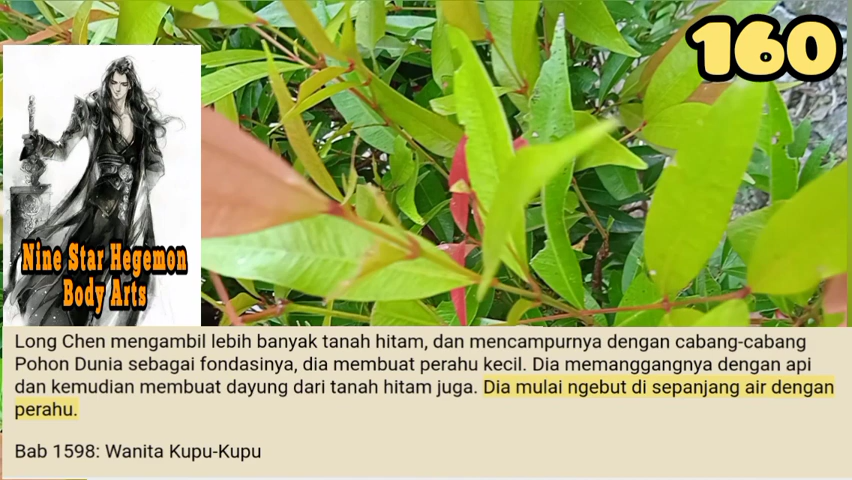 160
Nine Star Hegemon
Body Arts
Long Chen mengambil lebih banyak tanah hitam, dan mencampurnya dengan cabang-cabang
Pohon Dunia sebagai fondasinya, dia membuat perahu kecil. Dia memanggangnya dengan api
dan kemudian membuat dayung dari tanah hitam juga. Dia mulai ngebut di sepanjang air dengan
perahu.
Bab 1598: Wanita Kupu-Kupu